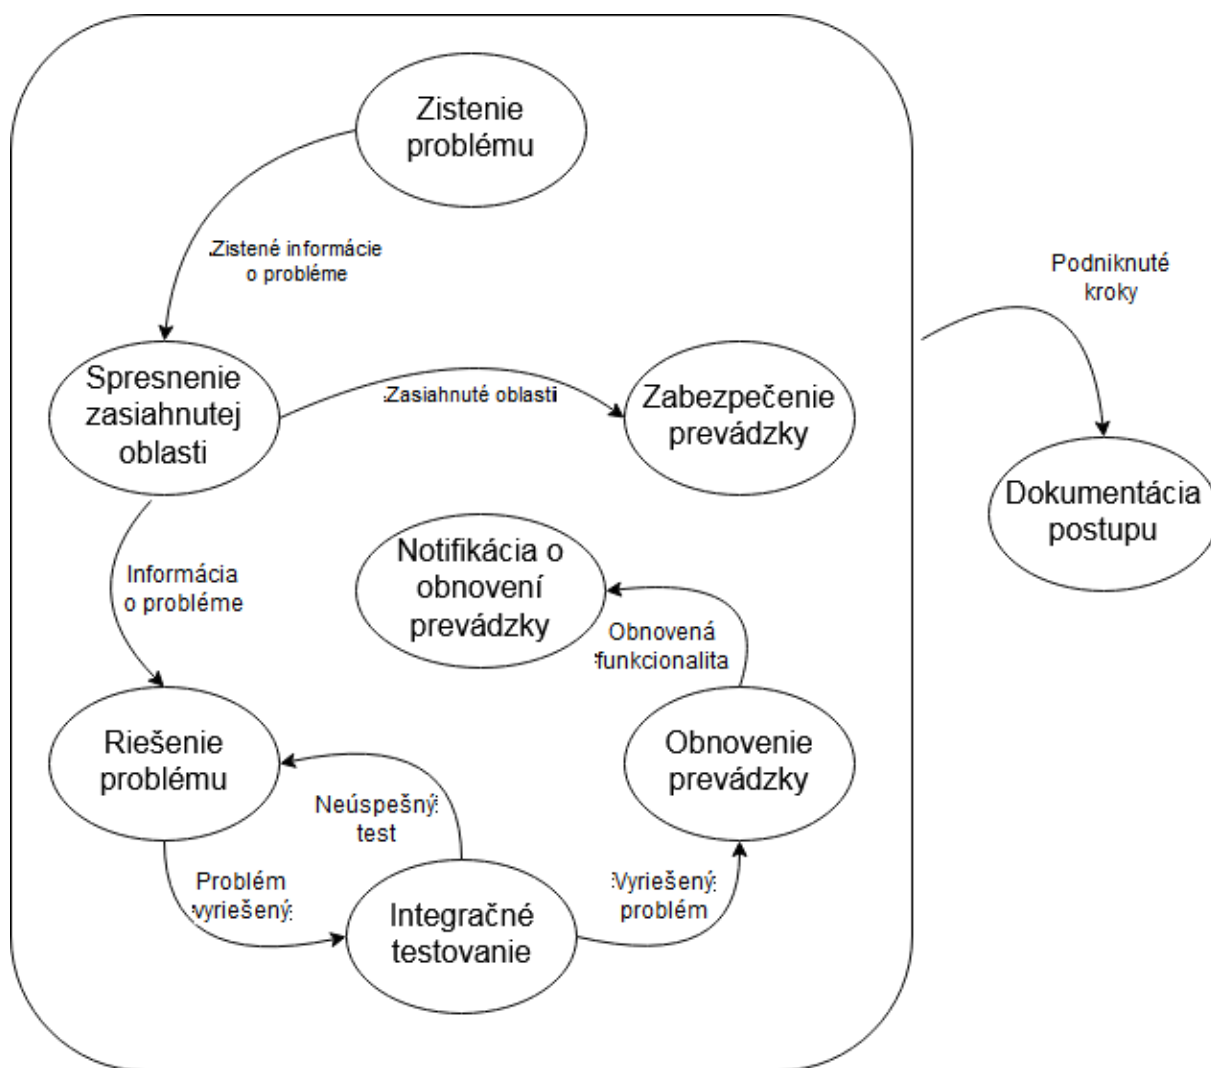 Zistenie
problému
Zistené informácie
o probléme
Podniknuté
kroky
Spresnenie
zasiahnutej
oblasti
Zasiahnuté oblasti
Zabezpečenie
prevádzky
Dokumentácia
postupu
Informácia
o probléme
Notifikácia o
obnovení
prevádzky
Obnovená
funkcionalita
Riešenie
problému
Neúspešný
test
Obnovenie
prevádzky
Problém
vyriešený
Integračné
testovanie
Vyriešený
problém